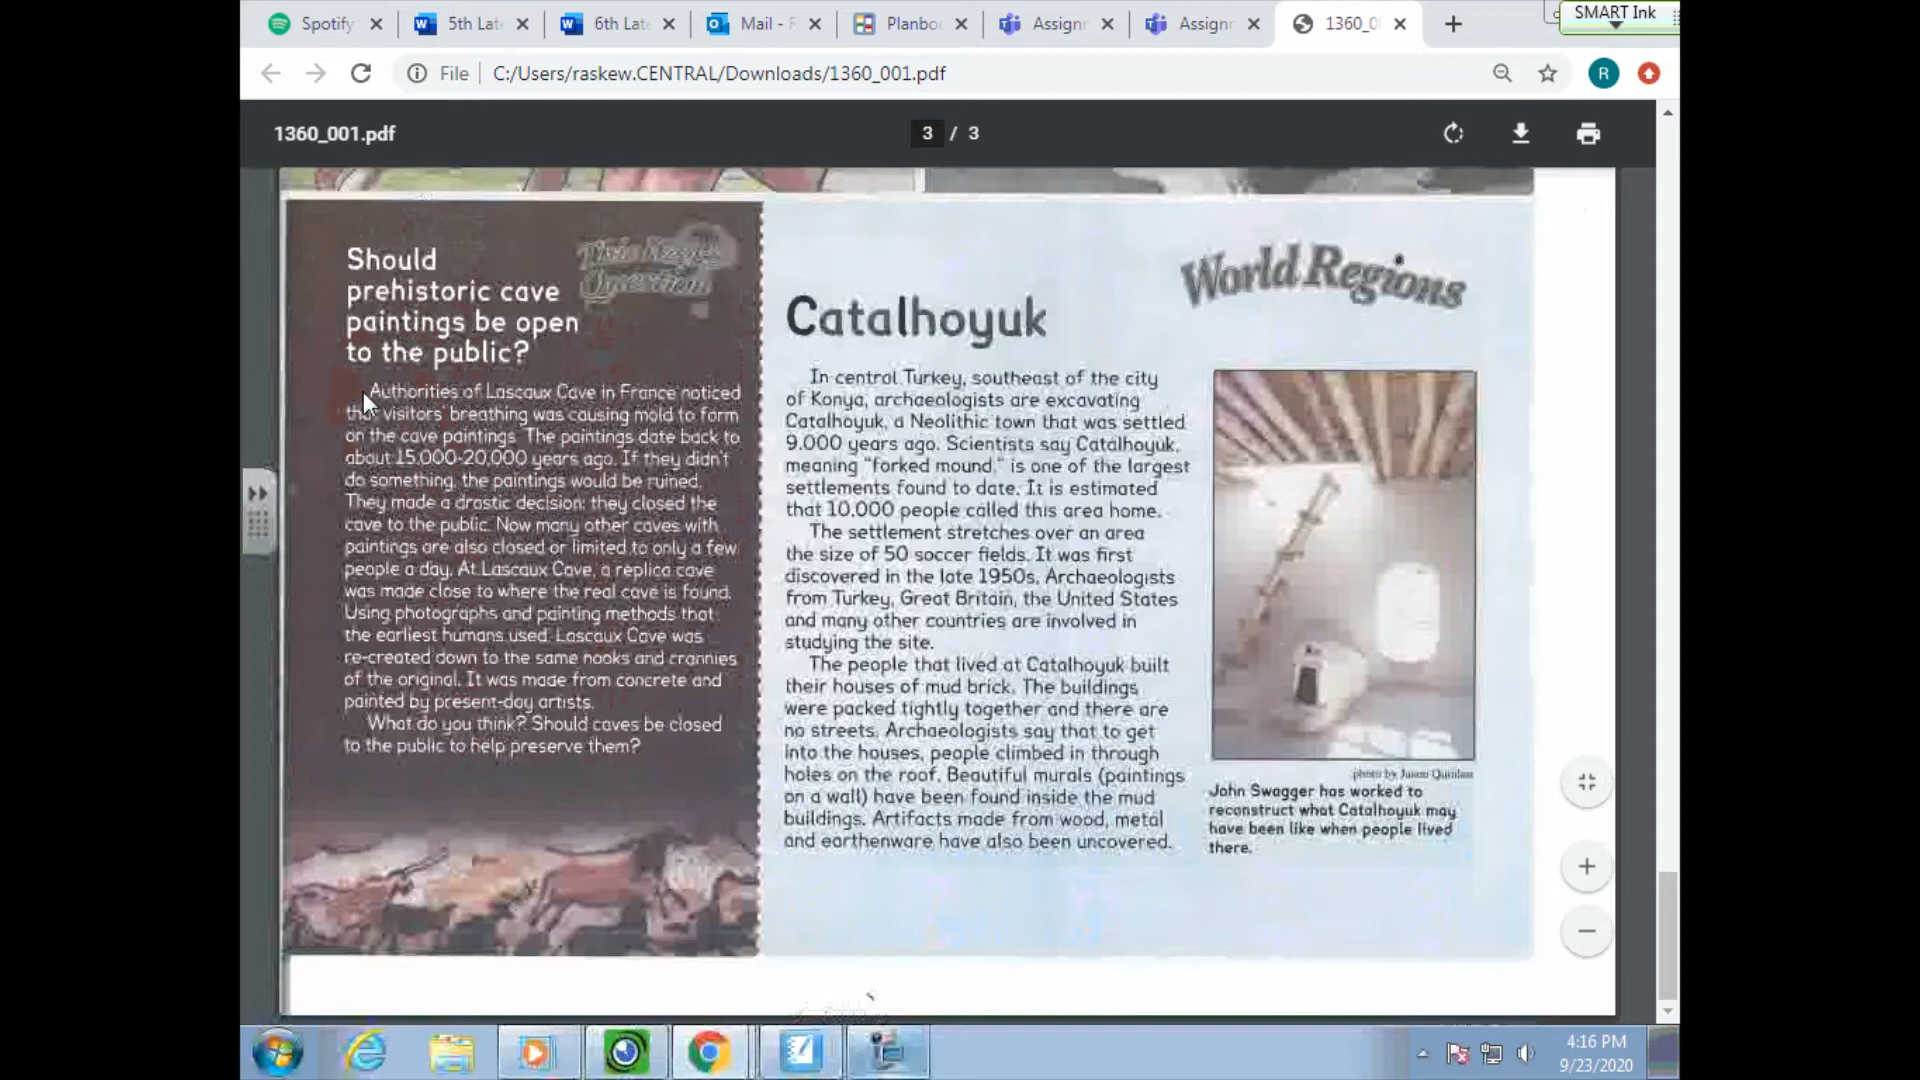 Spotify
5th Late
6th Late
Mail - R
Planboo
Assignm
Assignr
1360_0
SMART Ink
File
C:/Users/raskew.CENTRAL/Downloads/1360_001.pdf
R
1360_001.pdf
3 / 3
Should
prehistoric cave
paintings be open
to the public?
This Week's
Question
Authorities of Lascaux Cave in France noticed
that visitors' breathing was causing mold to form
on the cave paintings. The paintings date back to
about 15,000-20,000 years ago. If they didn't
do something, the paintings would be ruined.
They made a drastic decision: they closed the
cave to the public. Now many other caves with
paintings are also closed or limited to only a few
people a day. At Lascaux Cave, a replica cave
was made close to where the real cave is found.
Using photographs and painting methods that
the earliest humans used, Lascaux Cave was
re-created down to the same nooks and crannies
of the original. It was made from concrete and
painted by present-day artists.
What do you think? Should caves be closed
to the public to help preserve them?
World Regions
Catalhoyuk
In central Turkey, southeast of the city
of Konya, archaeologists are excavating
Catalhoyuk, a Neolithic town that was settled
9,000 years ago. Scientists say Catalhoyuk,
meaning "forked mound," is one of the largest
settlements found to date. It is estimated
that 10,000 people called this area home.
The settlement stretches over an area
the size of 50 soccer fields. It was first
discovered in the late 1950s. Archaeologists
from Turkey, Great Britain, the United States
and many other countries are involved in
studying the site.
The people that lived at Catalhoyuk built
their houses of mud brick. The buildings
were packed tightly together and there are
no streets. Archaeologists say that to get
into the houses, people climbed in through
holes on the roof. Beautiful murals (paintings
on a wall) have been found inside the mud
buildings. Artifacts made from wood, metal
and earthenware have also been uncovered.
photo by Jason Quinlan
John Swagger has worked to
reconstruct what Catalhoyuk may
have been like when people lived
there.
4:16 PM
9/23/2020